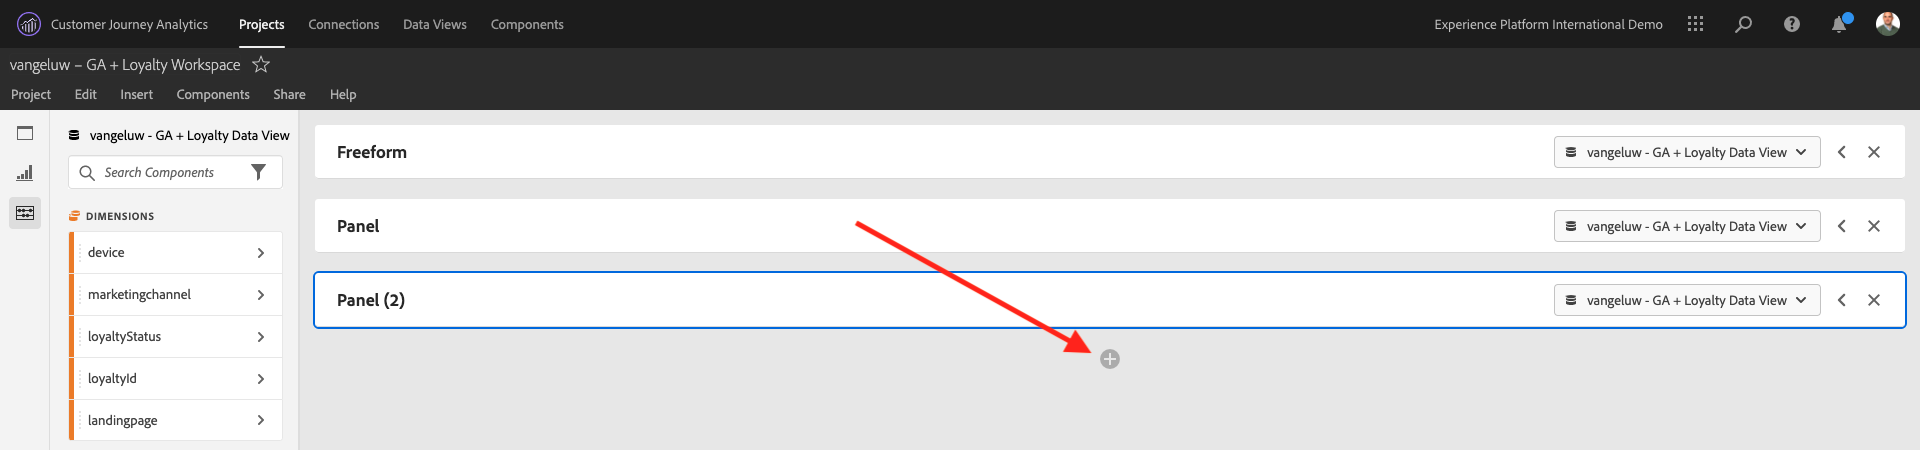 Customer Journey Analytics Projects Connections Data Views Components Experience Platform International Demo
vangeluw – GA + Loyalty Workspace
Project Edit Insert Components Share Help
vangeluw - GA + Loyalty Data View
Search Components
DIMENSIONS
device
marketingchannel
loyaltyStatus
loyaltyId
landingpage
Freeform vangeluw - GA + Loyalty Data View
Panel vangeluw - GA + Loyalty Data View
Panel (2) vangeluw - GA + Loyalty Data View